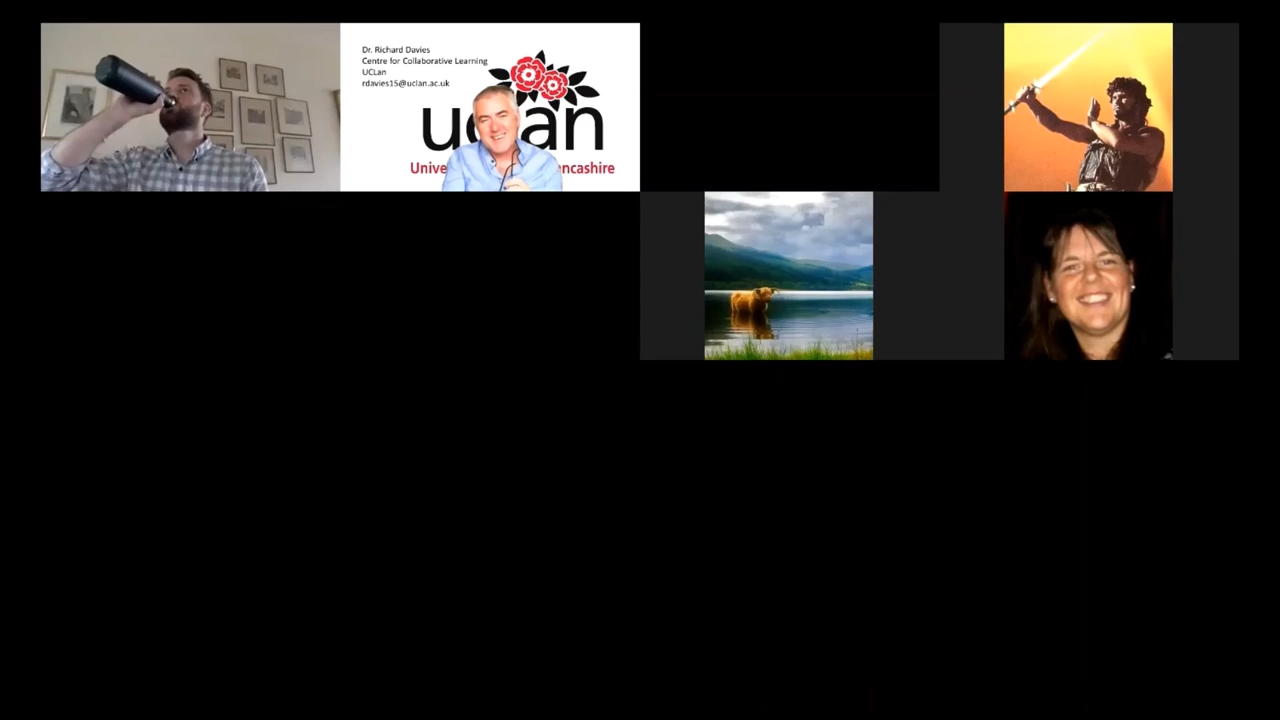 Dr. Richard Davies
Centre for Collaborative Learning
UCLan
rdavies15@uclan.ac.uk
uclan
Unive ncashire